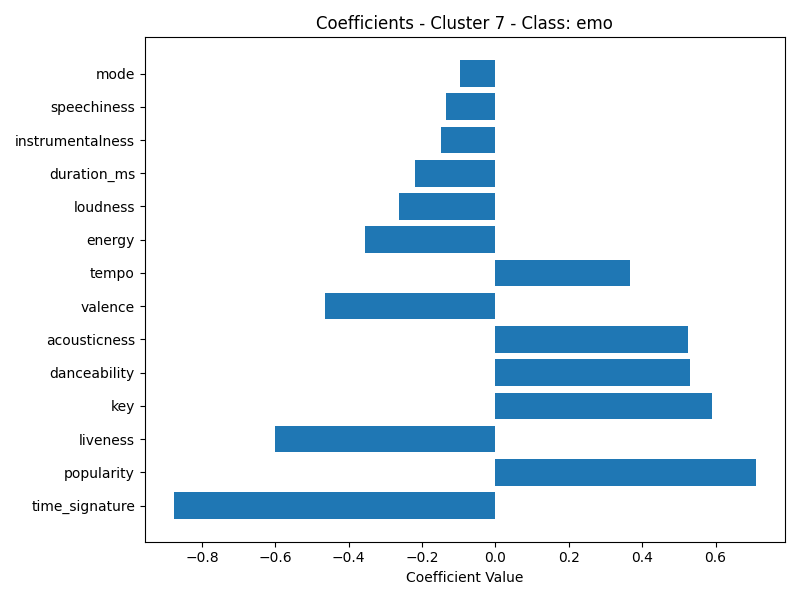 Coefficients - Cluster 7 - Class: emo
mode
speechiness
instrumentalness
duration_ms
loudness
energy
tempo
valence
acousticness
danceability
key
liveness
popularity
time_signature
−0.8 −0.6 −0.4 −0.2 0.0 0.2 0.4 0.6
Coefficient Value